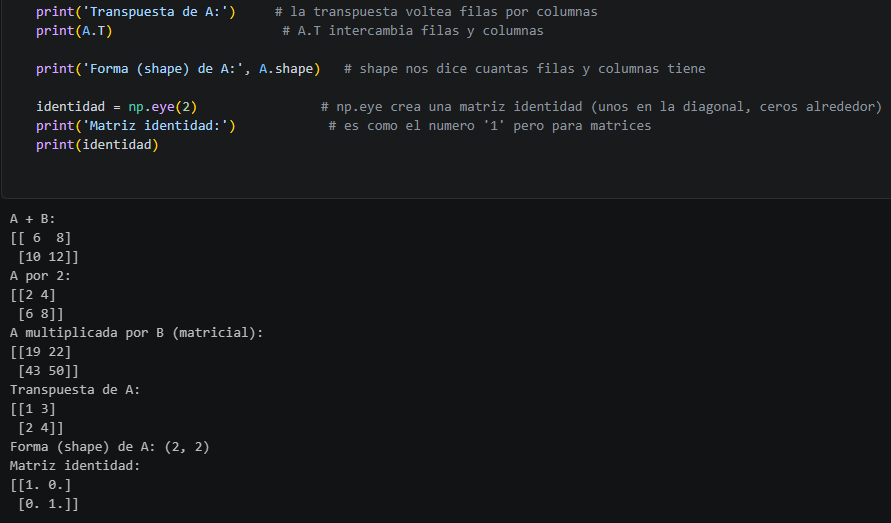 print('Transpuesta de A:')     # la transpuesta voltea filas por columnas
print(A.T)                      # A.T intercambia filas y columnas
print('Forma (shape) de A:', A.shape)   # shape nos dice cuantas filas y columnas tiene
identidad = np.eye(2)                # np.eye crea una matriz identidad (unos en la diagonal, ceros alrededor)
print('Matriz identidad:')            # es como el numero '1' pero para matrices
print(identidad)
A + B:
[[ 6  8]
 [10 12]]
A por 2:
[[2 4]
 [6 8]]
A multiplicada por B (matricial):
[[19 22]
 [43 50]]
Transpuesta de A:
[[1 3]
 [2 4]]
Forma (shape) de A: (2, 2)
Matriz identidad:
[[1. 0.]
 [0. 1.]]